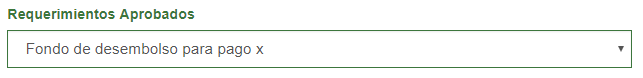 Requerimientos Aprobados
Fondo de desembolso para pago x